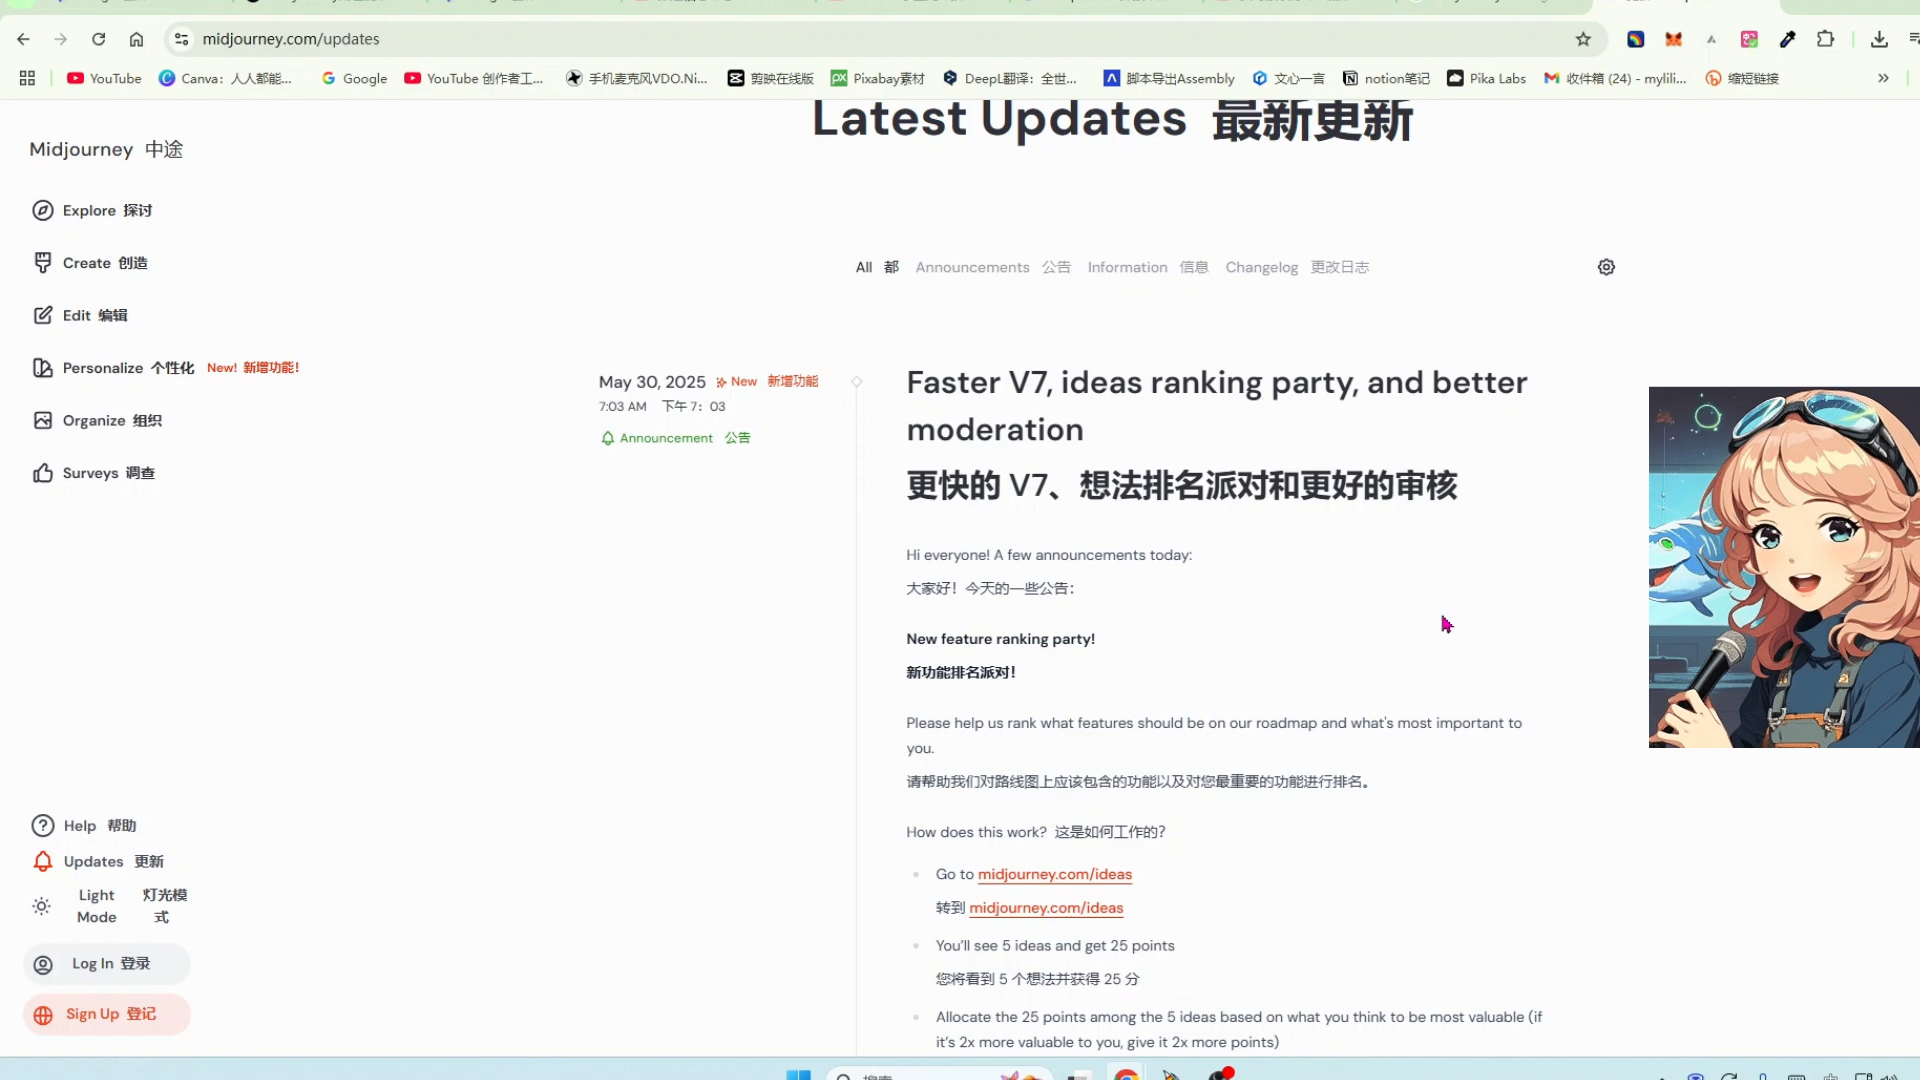 midjourney.com/updates
YouTube
Canva：人人都能...
Google
YouTube 创作者工...
手机麦克风VDO.Ni...
剪映在线版
Pixabay素材
DeepL翻译：全世...
脚本导出Assembly
文心一言
notion笔记
Pika Labs
收件箱 (24) - mylili...
缩短链接
Latest Updates 最新更新
Midjourney 中途
Explore 探讨
Create 创造
Edit 编辑
Personalize 个性化 New! 新增功能！
Organize 组织
Surveys 调查
All 都 Announcements 公告 Information 信息 Changelog 更改日志
May 30, 2025 New 新增功能
7:03 AM 下午 7：03
Announcement 公告
Faster V7, ideas ranking party, and better
moderation
更快的 V7、想法排名派对和更好的审核
Hi everyone! A few announcements today:
大家好！今天的一些公告：
New feature ranking party!
新功能排名派对！
Please help us rank what features should be on our roadmap and what's most important to
you.
请帮助我们对路线图上应该包含的功能以及对您最重要的功能进行排名。
How does this work? 这是如何工作的？
Go to midjourney.com/ideas
转到 midjourney.com/ideas
You'll see 5 ideas and get 25 points
您将看到 5 个想法并获得 25 分
Allocate the 25 points among the 5 ideas based on what you think to be most valuable (if
it's 2x more valuable to you, give it 2x more points)
Help 帮助
Updates 更新
Light 灯光模
Mode 式
Log In 登录
Sign Up 登记